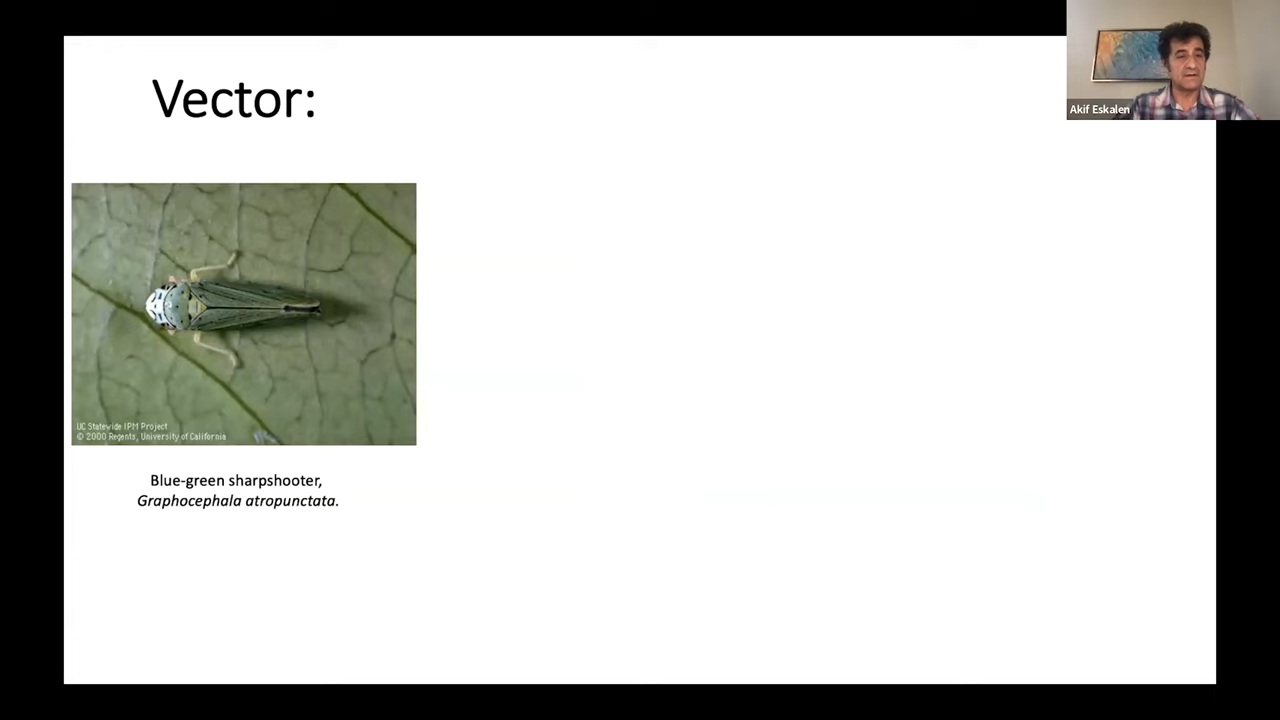 Vector:
Akif Eskalen
UC Statewide IPM Project
© 2000 Regents, University of California
Blue-green sharpshooter,
Graphocephala atropunctata.